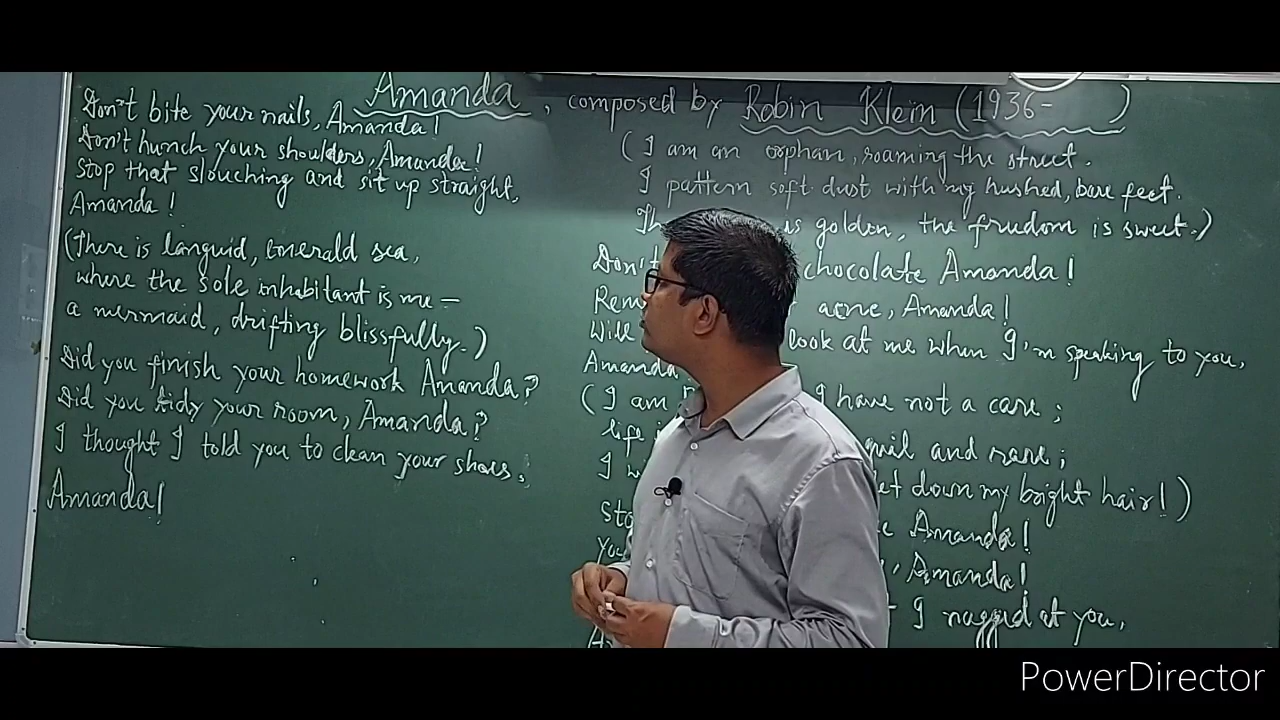 Amanda, composed by Robin Klein (1936- )
Don't bite your nails, Amanda!
Don't hunch your shoulders, Amanda!
Stop that slouching and sit up straight,
Amanda!
(There is languid, emerald sea,
where the sole inhabitant is me –
a mermaid, drifting blissfully.)
Did you finish your homework Amanda?
Did you tidy your room, Amanda?
I thought I told you to clean your shoes,
Amanda!
(I am an orphan, roaming the street.
I pattern soft dust with my hushed, bare feet.
is golden, the freedom is sweet.)
Don't chocolate Amanda!
acne, Amanda!
Will look at me when I'm speaking to you,
Amanda
(I am I have not a care;
life and rare;
I down my bright hair!)
Amanda!
Amanda!
I nagged at you,
PowerDirector